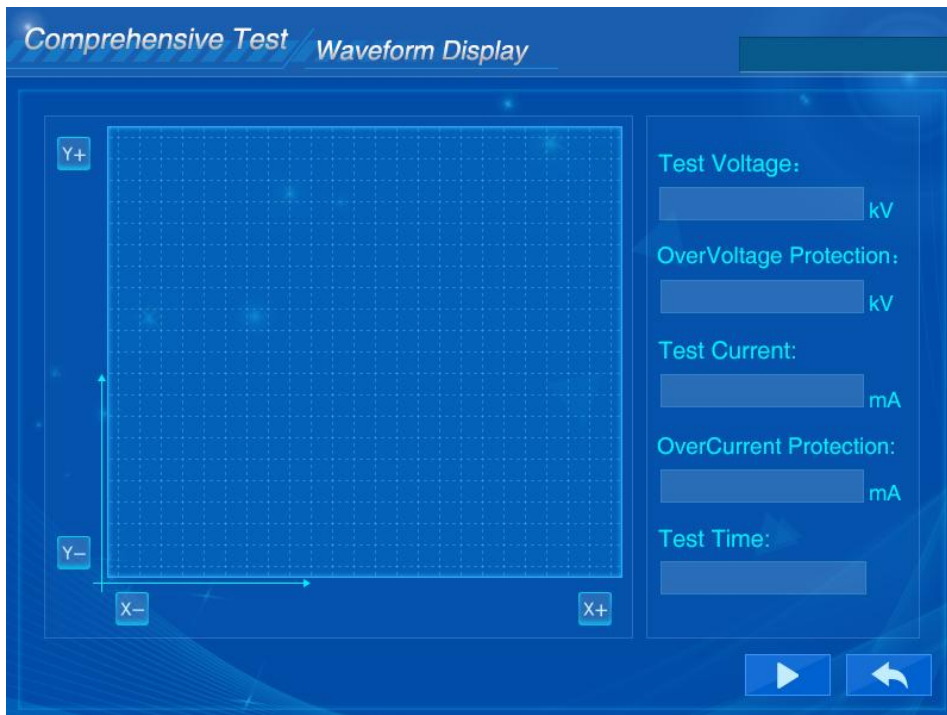 Comprehensive Test
Waveform Display
Y+
Y−
X−
X+
Test Voltage：
kV
OverVoltage Protection：
kV
Test Current:
mA
OverCurrent Protection:
mA
Test Time: